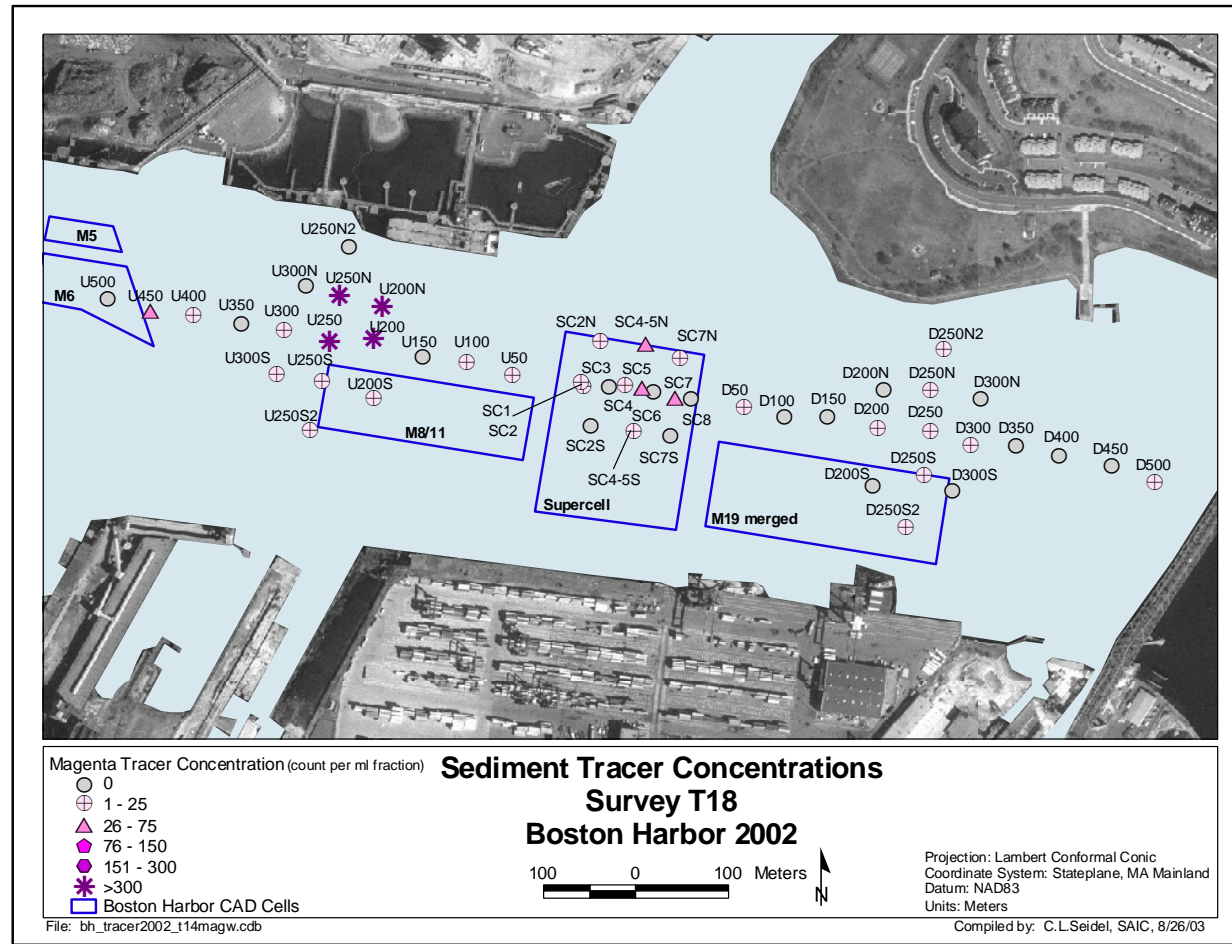 U250N2
M5
U300N
U250N
U500
U200N
M6
U450
U400
U350
U300
U250
U200
U150
U100
U50
SC2N
SC4-5N
SC7N
D250N2
U300S
U250S
U200S
SC3
SC5
SC7
D200N
D250N
D300N
SC1
SC4
SC6
SC8
D50
D100
D150
D200
D250
U250S2
M8/11
SC2
SC2S
SC7S
D300
D350
D400
D450
D500
SC4-5S
D250S
D200S
D300S
Supercell
M19 merged
D250S2
Magenta Tracer Concentration (count per ml fraction)
0
1 - 25
26 - 75
76 - 150
151 - 300
>300
Boston Harbor CAD Cells
Sediment Tracer Concentrations
Survey T18
Boston Harbor 2002
100 0 100 Meters
N
Projection: Lambert Conformal Conic
Coordinate System: Stateplane, MA Mainland
Datum: NAD83
Units: Meters
File: bh_tracer2002_t14magw.cdb
Compiled by: C.L.Seidel, SAIC, 8/26/03